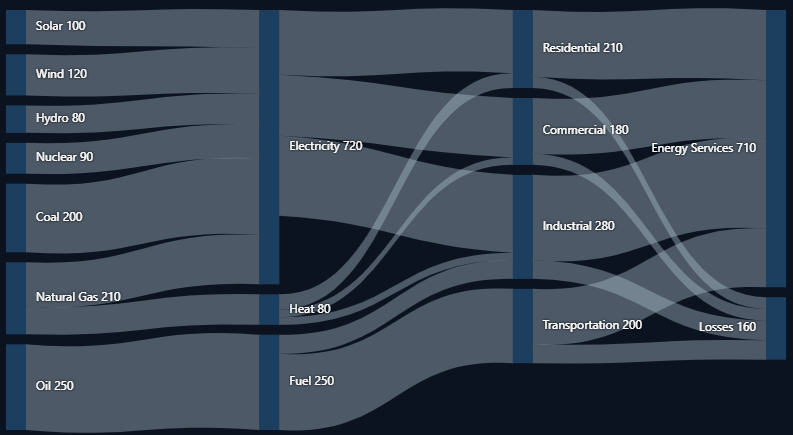 Solar 100
Wind 120
Hydro 80
Nuclear 90
Coal 200
Natural Gas 210
Oil 250
Electricity 720
Heat 80
Fuel 250
Residential 210
Commercial 180
Industrial 280
Transportation 200
Energy Services 710
Losses 160